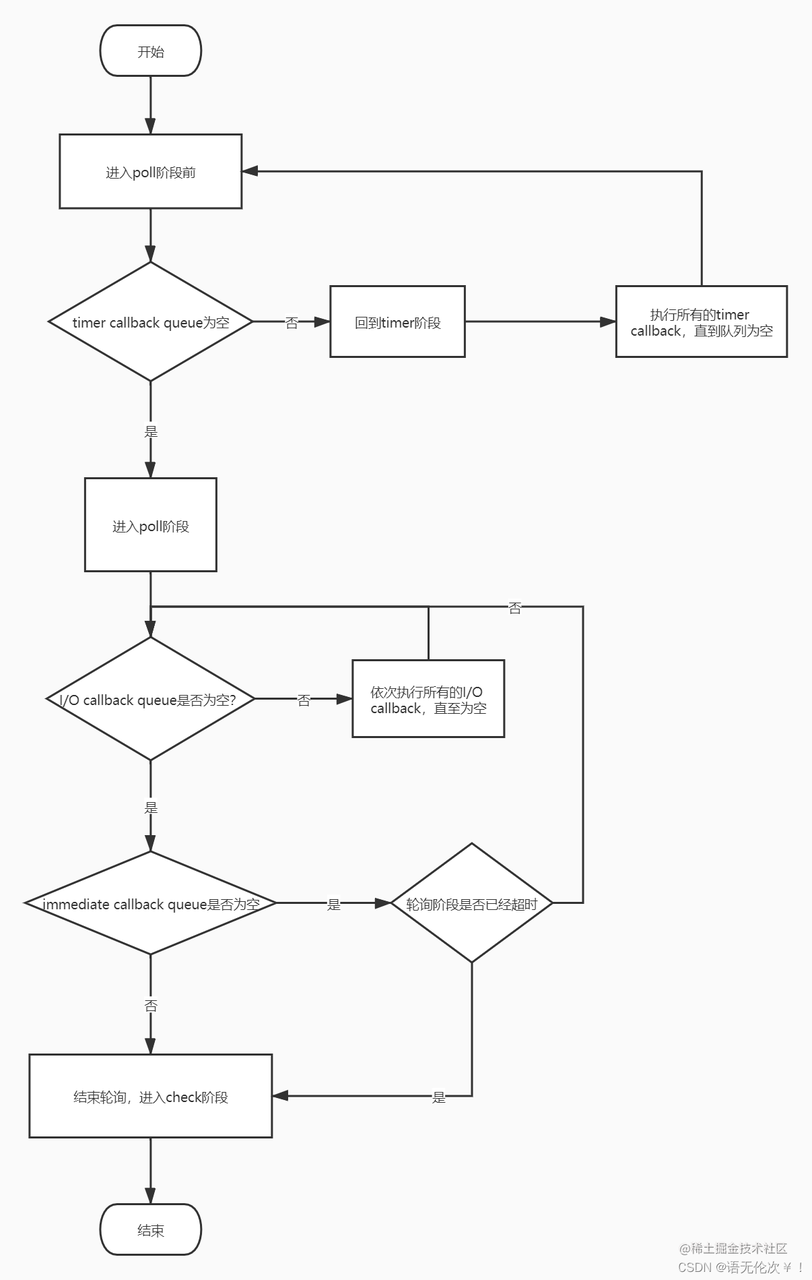 开始
进入poll阶段前
timer callback queue为空
否
回到timer阶段
执行所有的timer
callback，直到队列为空
是
进入poll阶段
否
I/O callback queue是否为空?
否
依次执行所有的I/O
callback，直至为空
是
immediate callback queue是否为空
是
轮询阶段是否已经超时
否
结束轮询，进入check阶段
是
结束
@稀土掘金技术社区
CSDN @语无伦次￥！